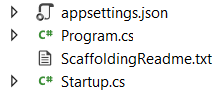 appsettings.json
C# Program.cs
ScaffoldingReadme.txt
C# Startup.cs